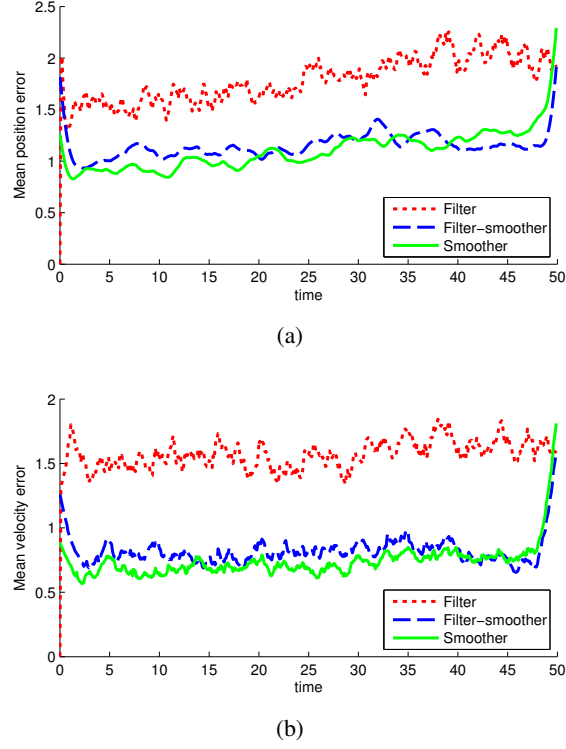 2.5
2
1.5
1
0.5
0
Mean position error
0 5 10 15 20 25 30 35 40 45 50
time
Filter
Filter-smoother
Smoother
(a)
2
1.5
1
0.5
0
Mean velocity error
0 5 10 15 20 25 30 35 40 45 50
time
Filter
Filter-smoother
Smoother
(b)